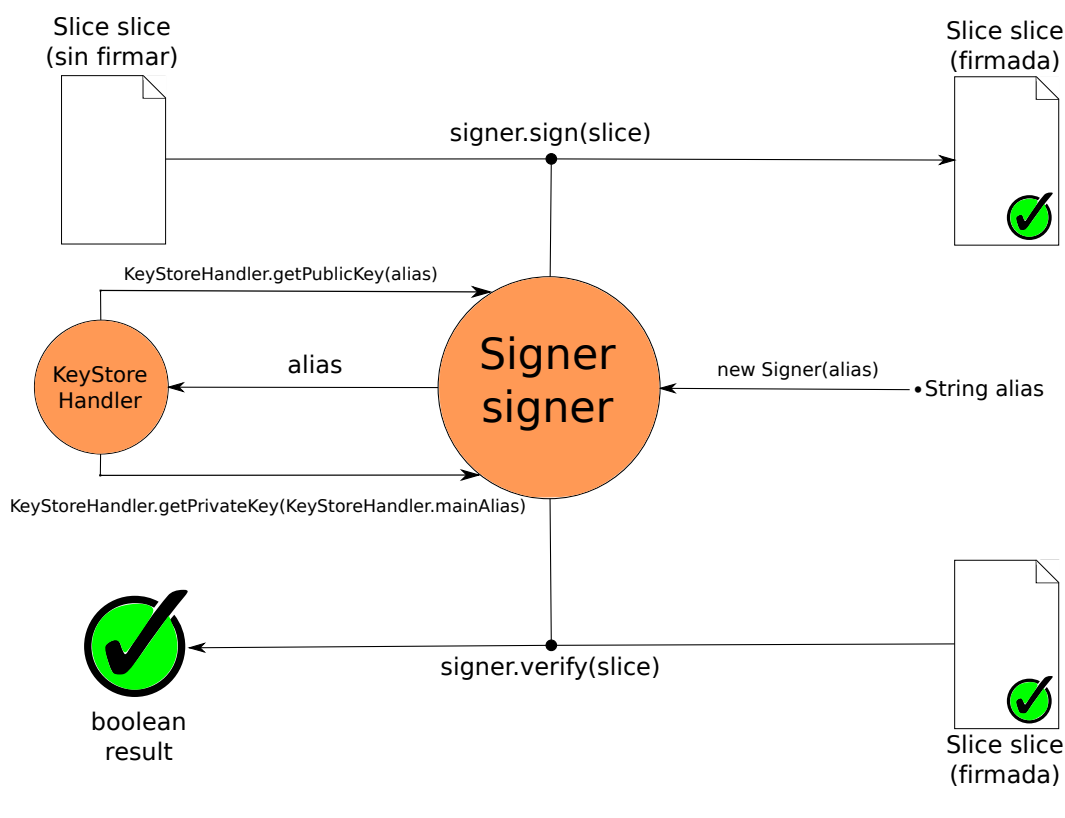 Slice slice
(sin firmar)
Slice slice
(firmada)
signer.sign(slice)
KeyStoreHandler.getPublicKey(alias)
KeyStore
Handler
alias
Signer
signer
new Signer(alias)
String alias
KeyStoreHandler.getPrivateKey(KeyStoreHandler.mainAlias)
signer.verify(slice)
boolean
result
Slice slice
(firmada)